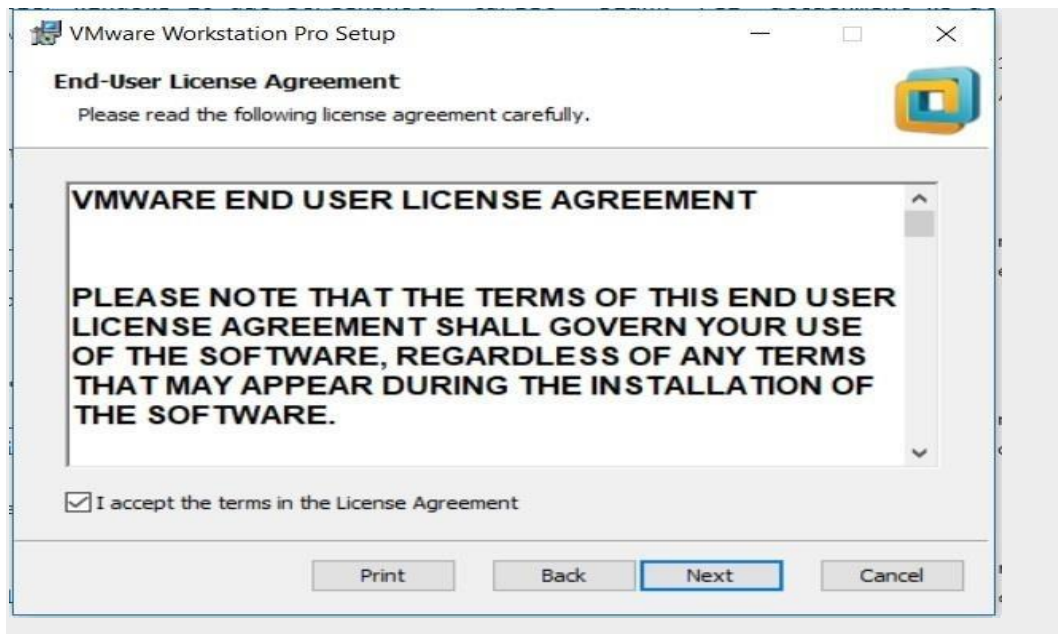 VMware Workstation Pro Setup
End-User License Agreement
Please read the following license agreement carefully.
VMWARE END USER LICENSE AGREEMENT
PLEASE NOTE THAT THE TERMS OF THIS END USER
LICENSE AGREEMENT SHALL GOVERN YOUR USE
OF THE SOFTWARE, REGARDLESS OF ANY TERMS
THAT MAY APPEAR DURING THE INSTALLATION OF
THE SOFTWARE.
I accept the terms in the License Agreement
Print Back Next Cancel